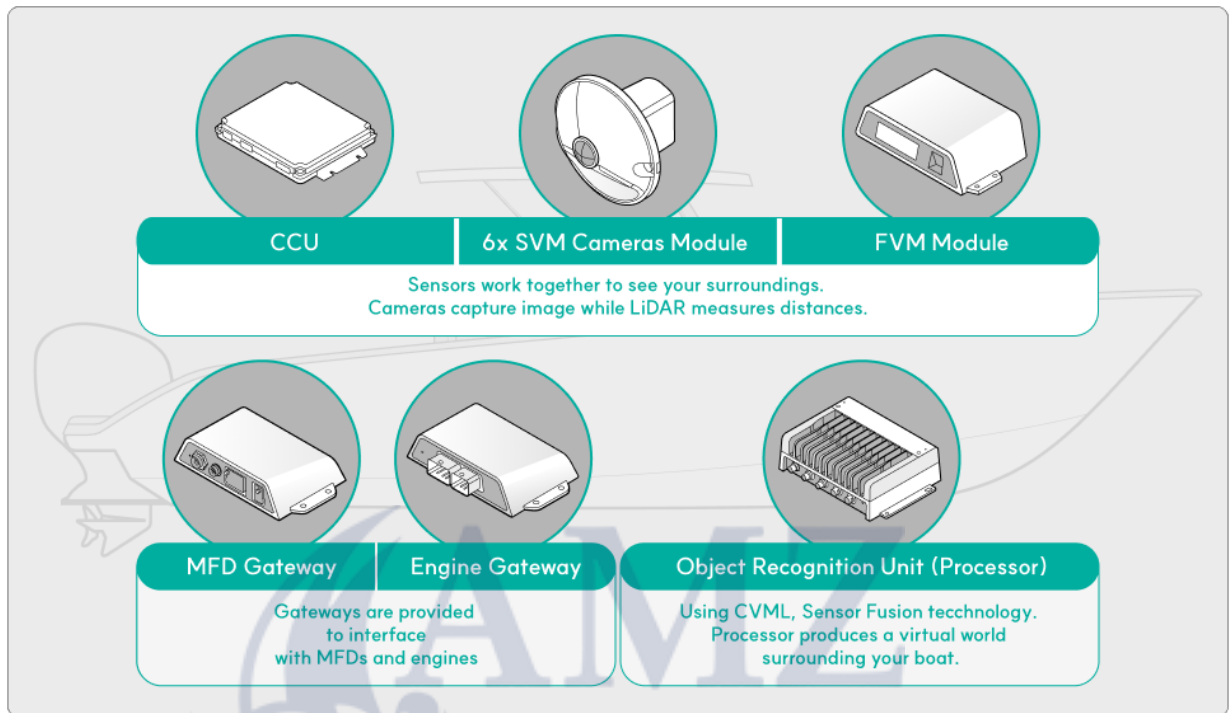 CCU
6x SVM Cameras Module
FVM Module
Sensors work together to see your surroundings.
Cameras capture image while LiDAR measures distances.
MFD Gateway
Engine Gateway
Object Recognition Unit (Processor)
Gateways are provided
to interface
with MFDs and engines
Using CVML, Sensor Fusion tecchnology.
Processor produces a virtual world
surrounding your boat.
AMZ